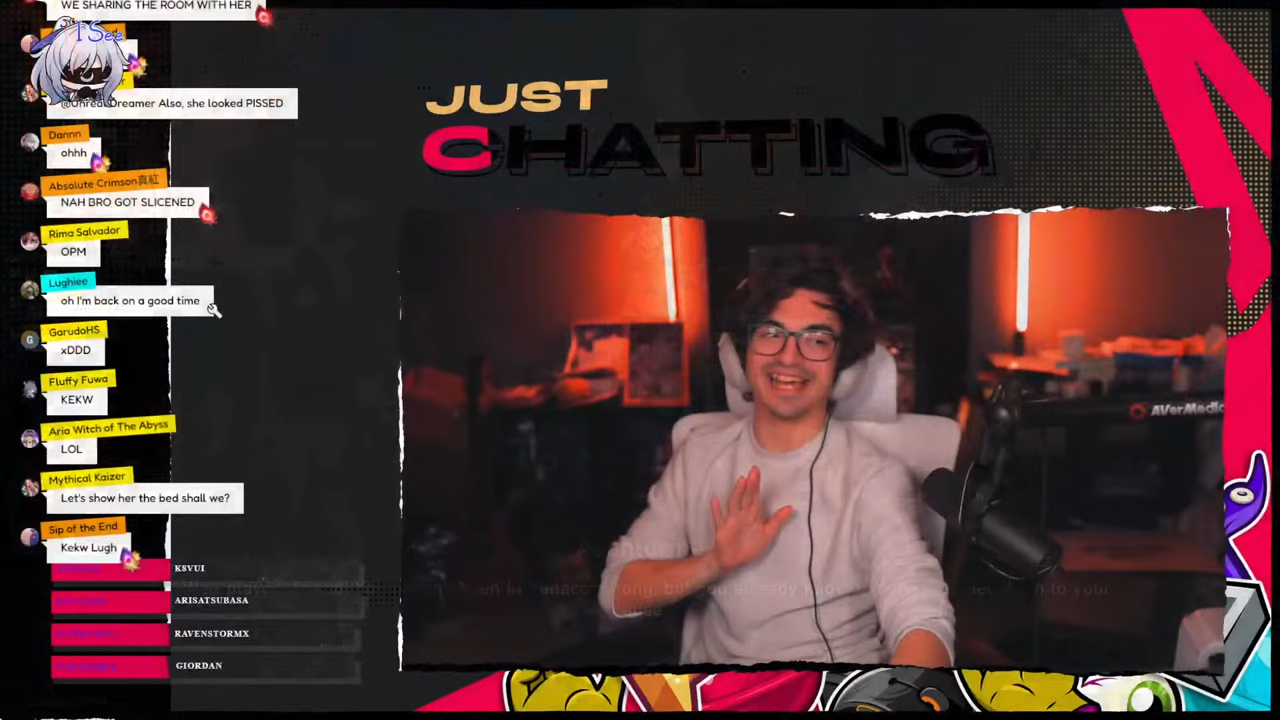 WE SHARING THE ROOM WITH HER
I See
@Unreal Dreamer Also, she looked PISSED
Dannn
ohhh
Absolute Crimson真紅
NAH BRO GOT SLICENED
Rima Salvador
OPM
Lughiee
oh I'm back on a good time
GarudoHS
xDDD
Fluffy Fuwa
KEKW
Aria Witch of The Abyss
LOL
Mythical Kaizer
Let's show her the bed shall we?
Sip of the End
Kekw Lugh
KSVUI
ARISATSUBASA
RAVENSTORMX
GIORDAN
JUST
CHATTING
AVerMedia